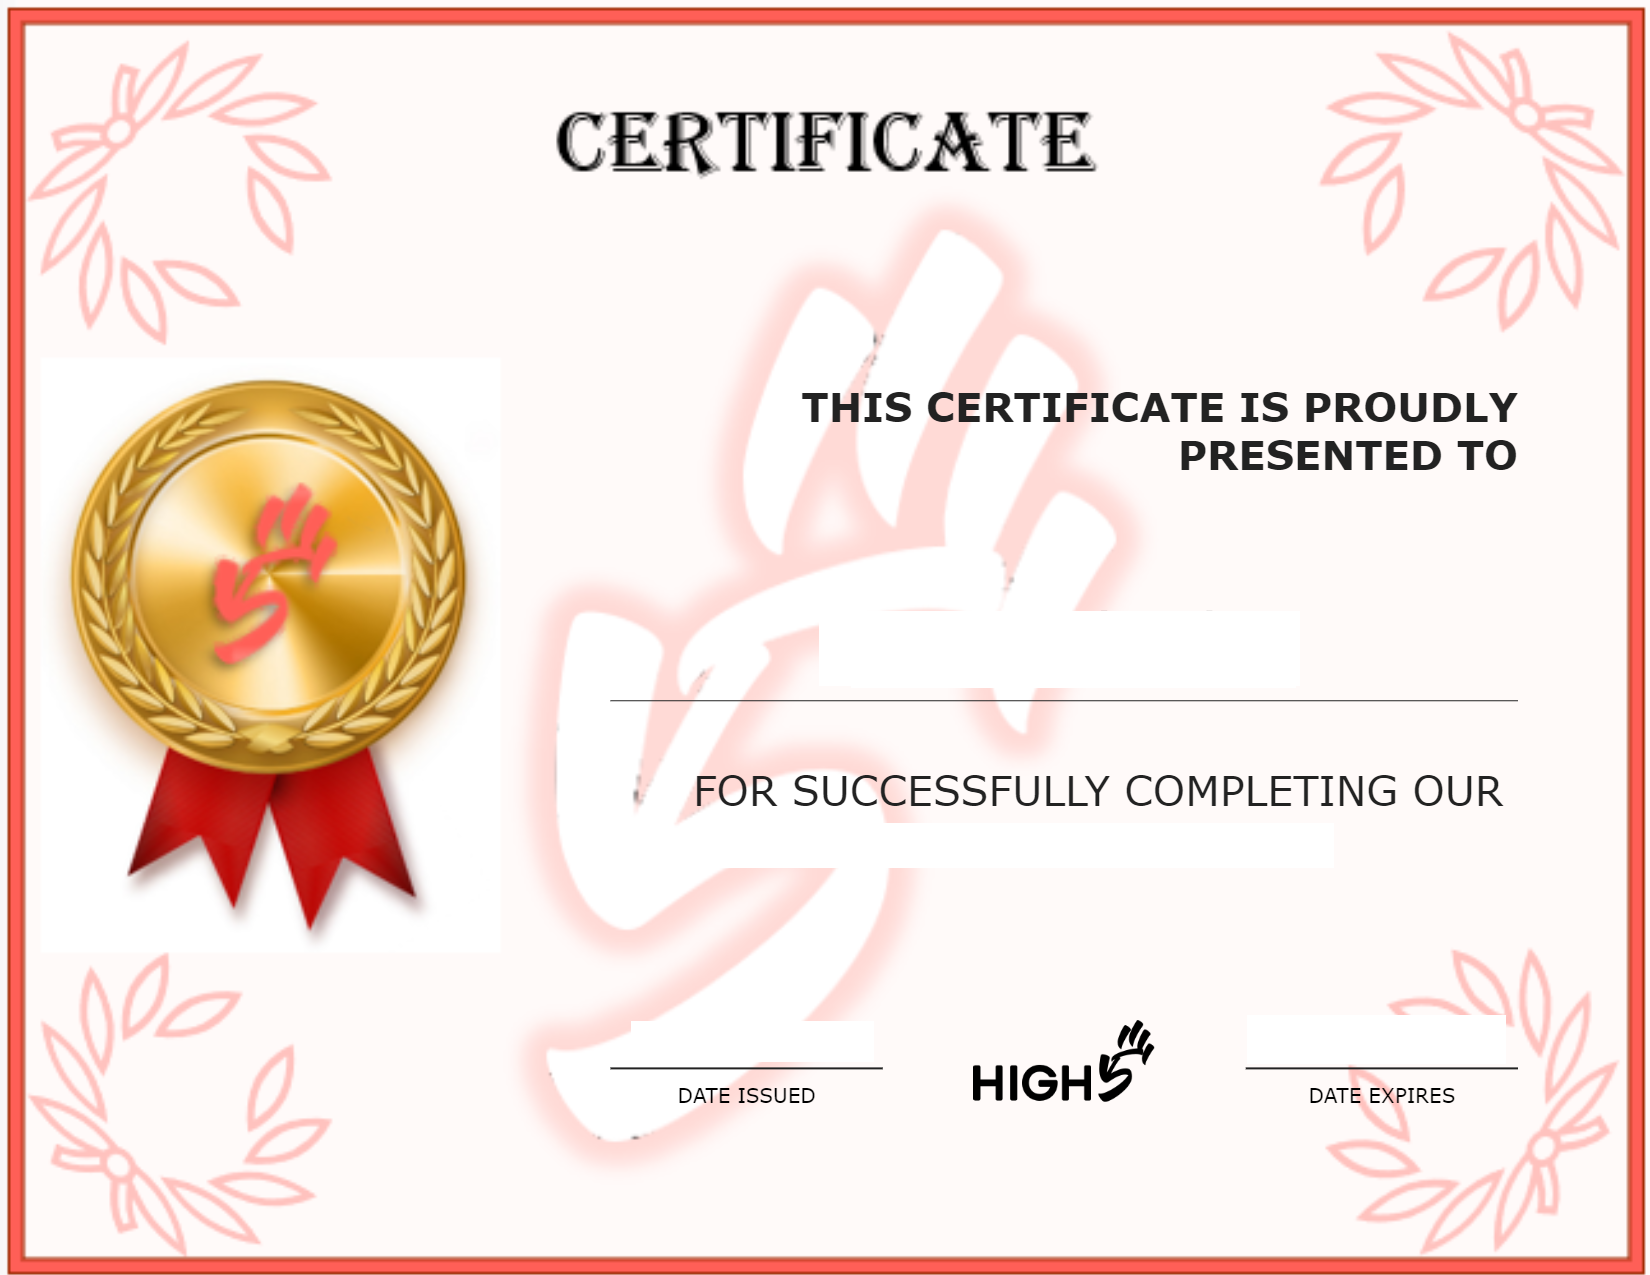 CERTIFICATE
THIS CERTIFICATE IS PROUDLY
PRESENTED TO
FOR SUCCESSFULLY COMPLETING OUR
HIGH5
DATE ISSUED
DATE EXPIRES